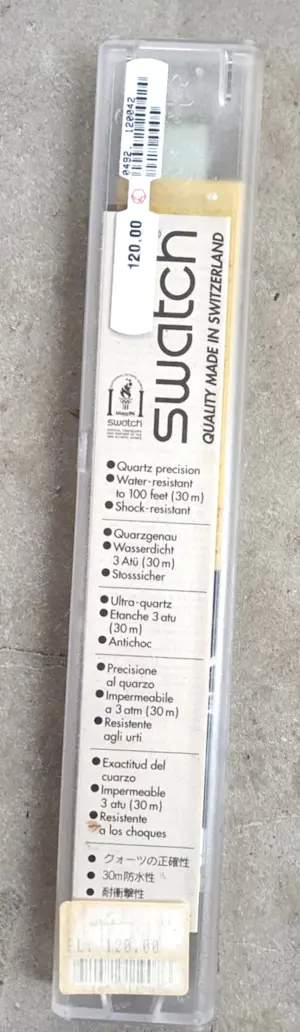 0492. 120042
120.00
swatch
QUALITY MADE IN SWITZERLAND
swatch
• Quartz precision
• Water-resistant
to 100 feet (30 m)
• Shock-resistant
• Quarzgenau
• Wasserdicht
3 Atü (30 m)
• Stosssicher
• Ultra-quartz
• Etanche 3 atu
(30 m)
• Antichoc
• Precisione
al quarzo
• Impermeabile
a 3 atm (30 m)
• Resistente
agli urti
• Exactitud del
cuarzo
• Impermeable
3 atu (30 m)
• Resistente
a los choques
• クォーツの正確性
• 30m防水性
• 耐衝撃性
120.00